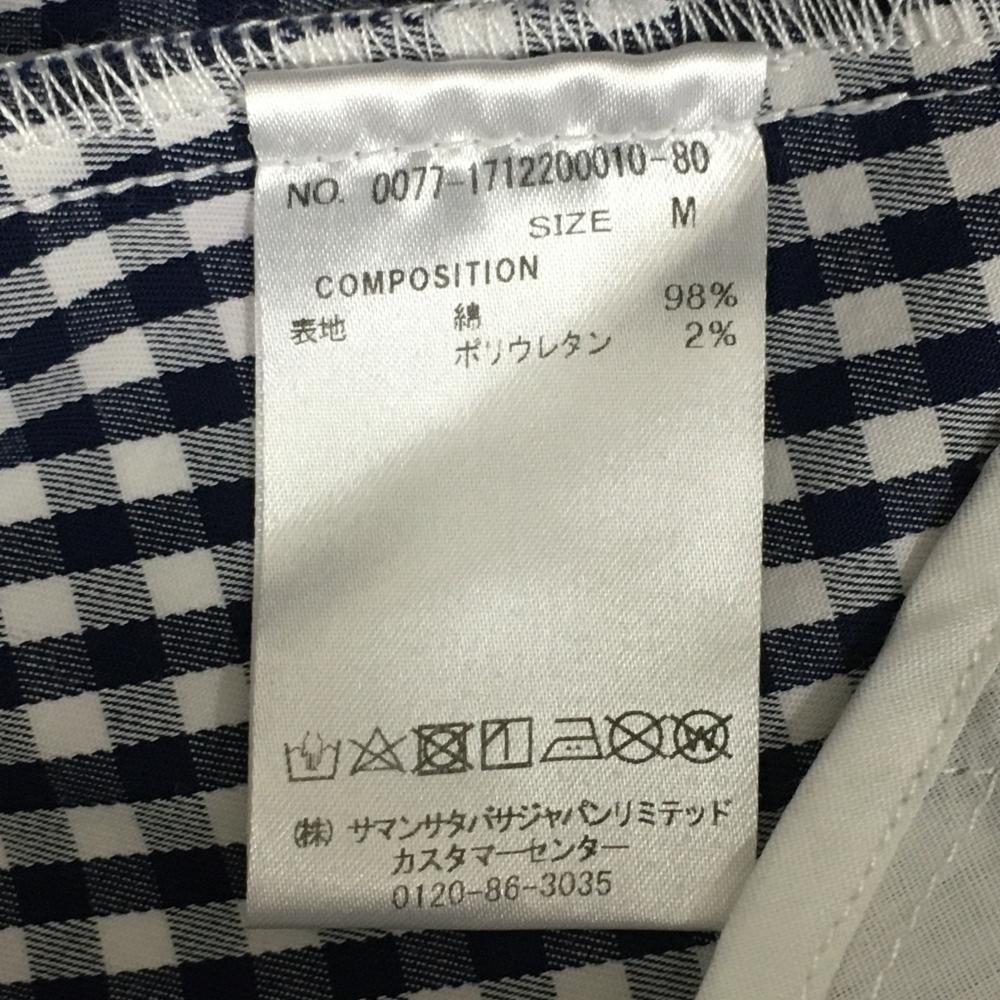 NO. 0077-1712200010-80
SIZE M
COMPOSITION
表地 綿 98%
ポリウレタン 2%
W
(株) サマンサタバサジャパンリミテッド
カスタマーセンター
0120-86-3035